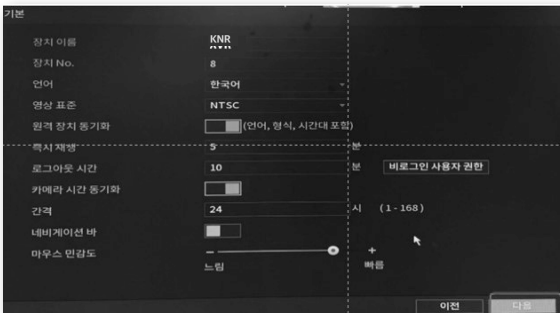 기본
장치 이름 KNR
장치 No. 8
언어 한국어
영상 표준 NTSC
원격 장치 동기화 (언어, 형식, 시간대 포함)
즉시 재생 5 분
로그아웃 시간 10 분 비로그인 사용자 권한
카메라 시간 동기화
간격 24 시 (1-168)
네비게이션 바
마우스 민감도 − +
느림 빠름
이전 다음